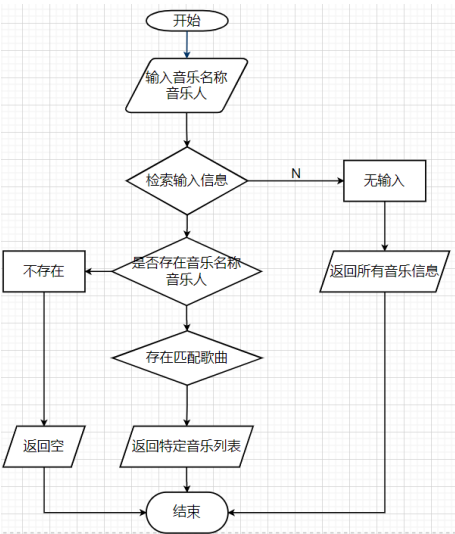 开始
输入音乐名称
音乐人
检索输入信息
N
无输入
不存在
是否存在音乐名称
音乐人
返回所有音乐信息
存在匹配歌曲
返回空
返回特定音乐列表
结束